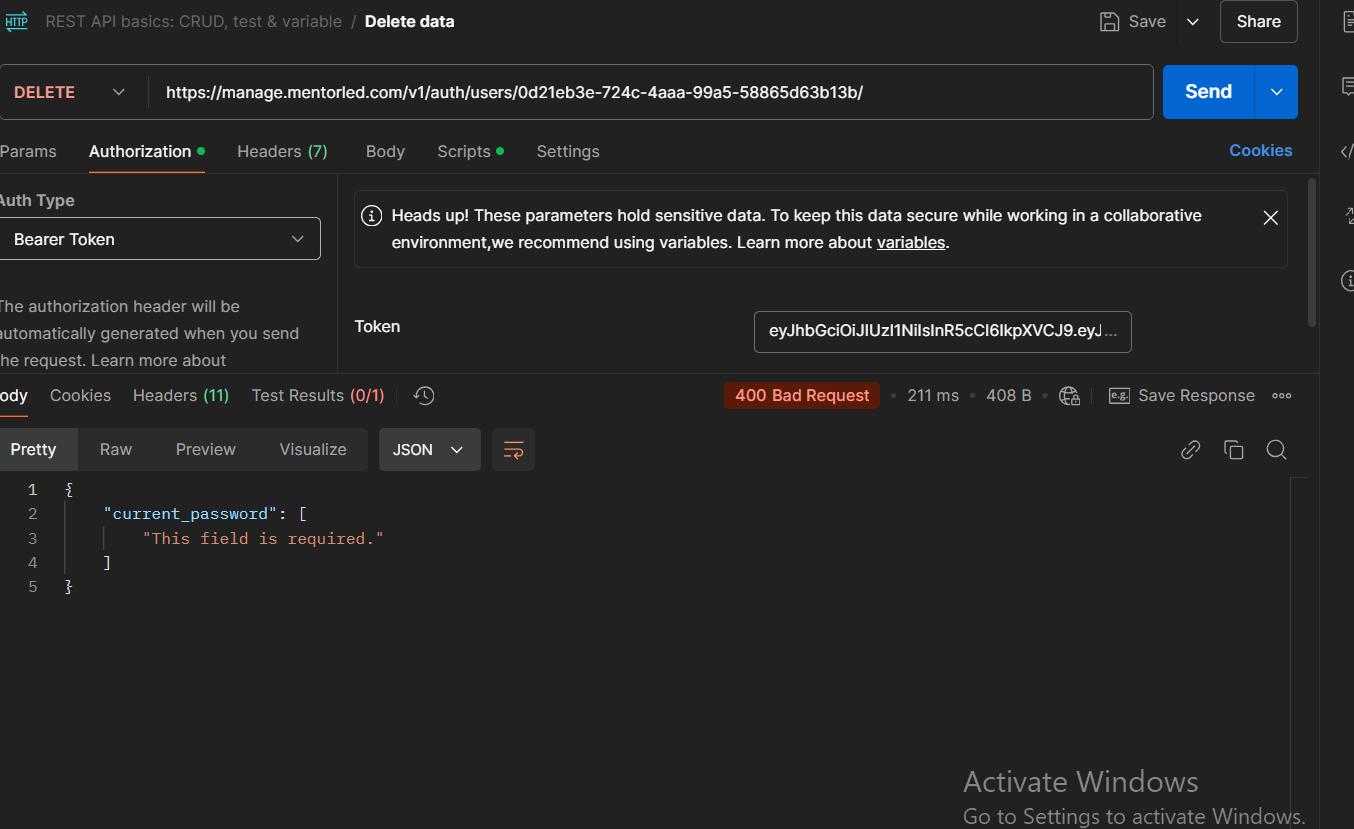 HTTP REST API basics: CRUD, test & variable / Delete data Save Share
DELETE https://manage.mentorled.com/v1/auth/users/0d21eb3e-724c-4aaa-99a5-58865d63b13b/ Send
Params Authorization Headers (7) Body Scripts Settings Cookies
Auth Type
Bearer Token
The authorization header will be
automatically generated when you send
the request. Learn more about
Heads up! These parameters hold sensitive data. To keep this data secure while working in a collaborative
environment,we recommend using variables. Learn more about variables.
Token eyJhbGciOiJIUzI1NiIsInR5cCI6IkpXVCJ9.eyJ...
ody Cookies Headers (11) Test Results (0/1) 400 Bad Request • 211 ms • 408 B • e.g. Save Response
Pretty Raw Preview Visualize JSON
1 {
2 "current_password": [
3 "This field is required."
4 ]
5 }
Activate Windows
Go to Settings to activate Windows.